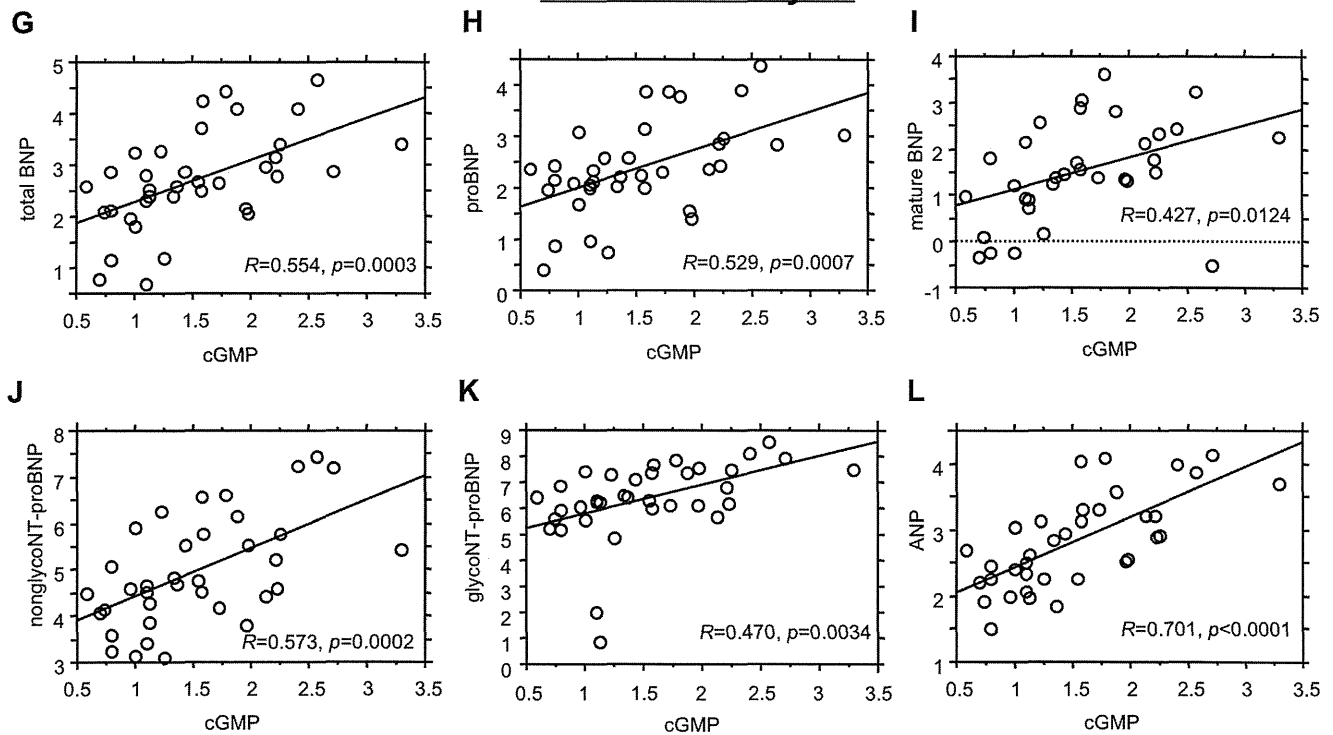 G
total BNP
5
4
3
2
1
R=0.554, p=0.0003
0.5 1 1.5 2 2.5 3 3.5
cGMP
H
proBNP
4
3
2
1
0
R=0.529, p=0.0007
0.5 1 1.5 2 2.5 3 3.5
cGMP
I
mature BNP
4
3
2
1
0
-1
R=0.427, p=0.0124
0.5 1 1.5 2 2.5 3 3.5
cGMP
J
nonglycoNT-proBNP
8
7
6
5
4
3
R=0.573, p=0.0002
0.5 1 1.5 2 2.5 3 3.5
cGMP
K
glycoNT-proBNP
9
8
7
6
5
4
3
2
1
0
R=0.470, p=0.0034
0.5 1 1.5 2 2.5 3 3.5
cGMP
L
ANP
4
3
2
1
R=0.701, p<0.0001
0.5 1 1.5 2 2.5 3 3.5
cGMP